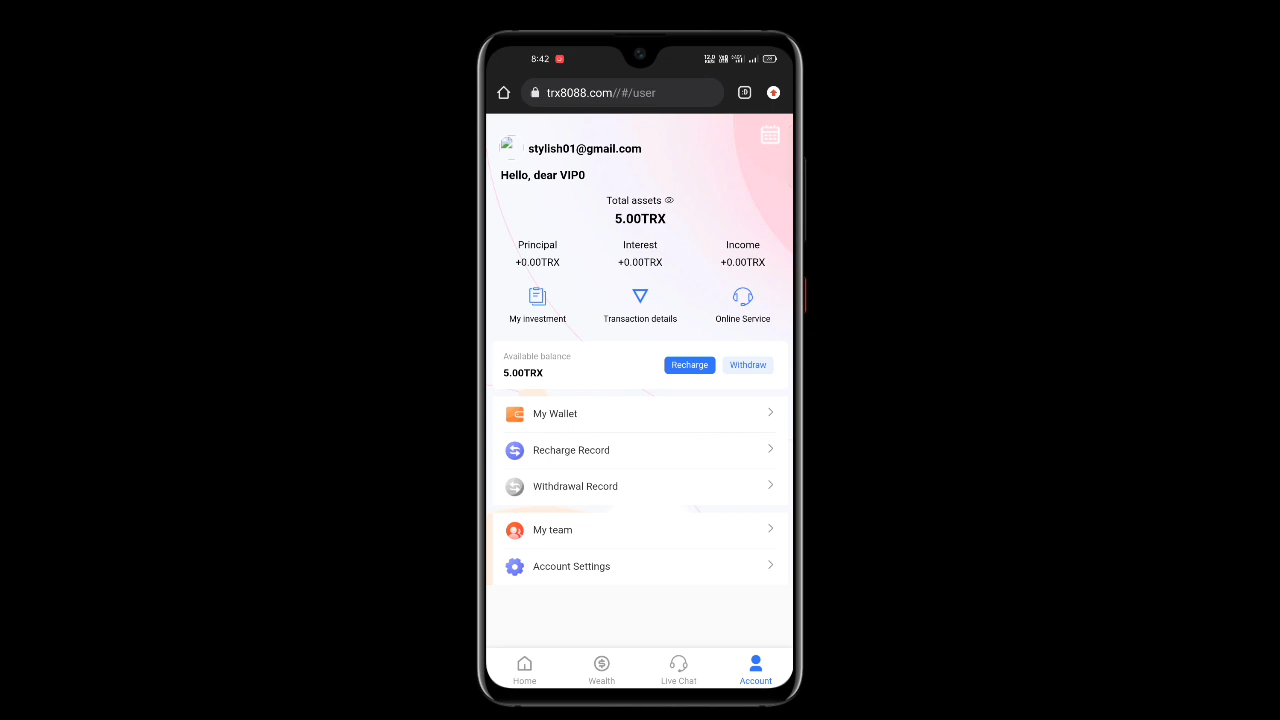 8:42
trx8088.com//#/user
stylish01@gmail.com
Hello, dear VIP0
Total assets
5.00TRX
Principal Interest Income
+0.00TRX +0.00TRX +0.00TRX
My investment Transaction details Online Service
Available balance
5.00TRX
Recharge Withdraw
My Wallet
Recharge Record
Withdrawal Record
My team
Account Settings
Home Wealth Live Chat Account